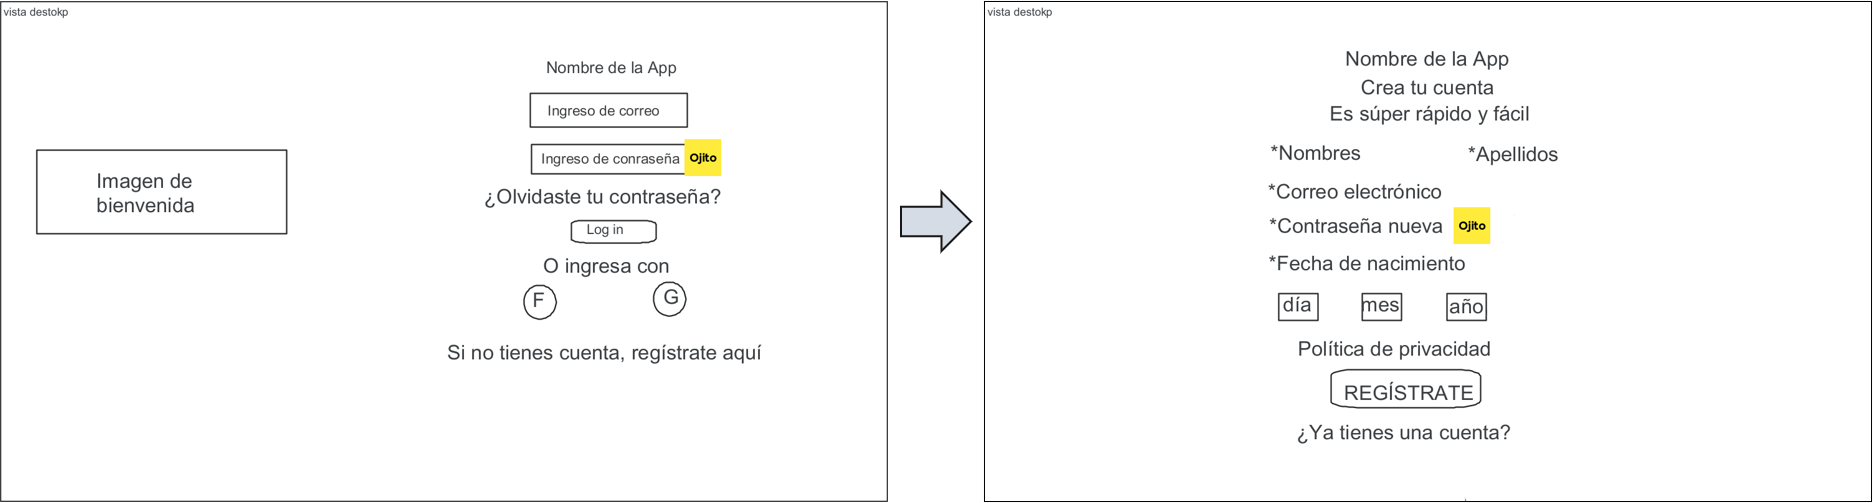 vista destokp
Nombre de la App
Ingreso de correo
Ingreso de conraseña
Ojito
Imagen de
bienvenida
¿Olvidaste tu contraseña?
Log in
O ingresa con
F G
Si no tienes cuenta, regístrate aquí
vista destokp
Nombre de la App
Crea tu cuenta
Es súper rápido y fácil
*Nombres *Apellidos
*Correo electrónico
*Contraseña nueva Ojito
*Fecha de nacimiento
día mes año
Política de privacidad
REGÍSTRATE
¿Ya tienes una cuenta?